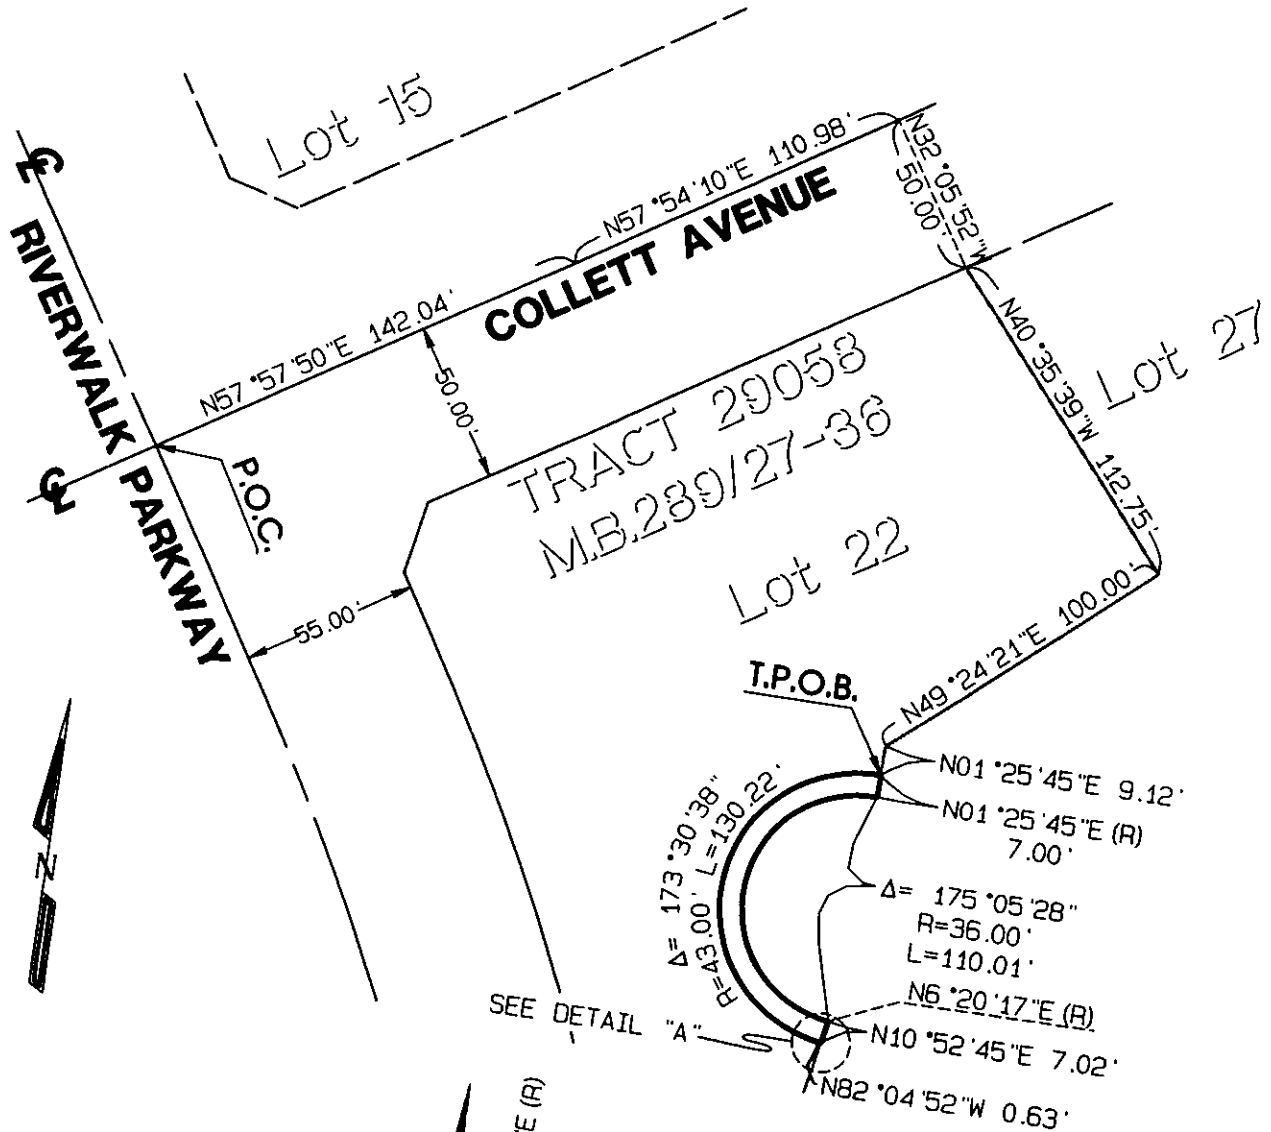 Lot 15
RIVERWALK PARKWAY
N57°57'50"E 142.04'
N57°54'10"E 110.98'
COLLETT AVENUE
N32°05'52"W
50.00'
50.00'
P.O.C.
55.00'
TRACT 29058
M.B.289/27-36
Lot 22
N40°35'39"W 112.75'
Lot 27
N49°24'21"E 100.00'
T.P.O.B.
N01°25'45"E 9.12'
N01°25'45"E (R)
7.00'
Δ= 173°30'38"
R=43.00' L=130.22'
Δ= 175°05'28"
R=36.00'
L=110.01'
N6°20'17"E (R)
N10°52'45"E 7.02'
N82°04'52"W 0.63'
SEE DETAIL "A"
N
E (R)